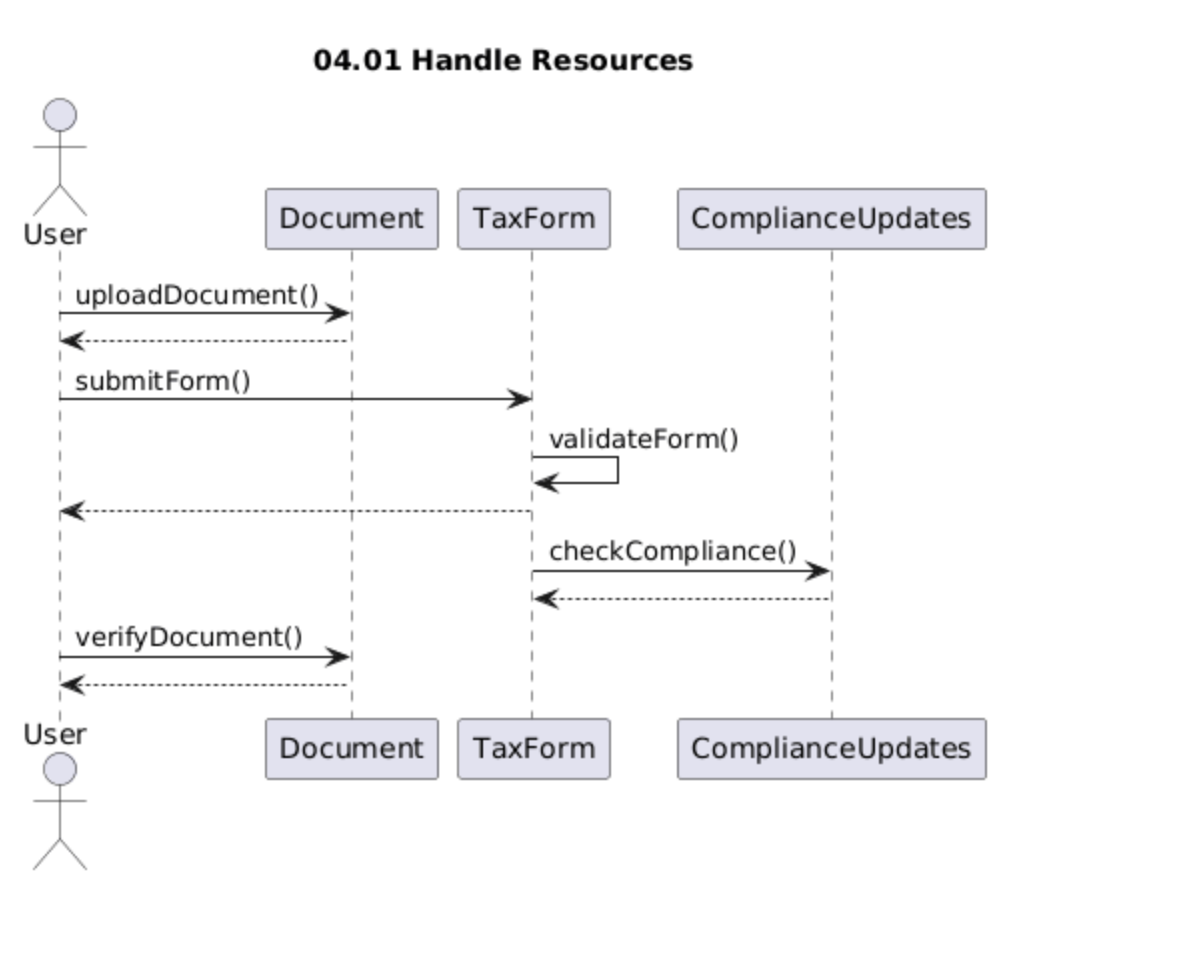 04.01 Handle Resources
User
Document
TaxForm
ComplianceUpdates
uploadDocument()
submitForm()
validateForm()
checkCompliance()
verifyDocument()
User
Document
TaxForm
ComplianceUpdates